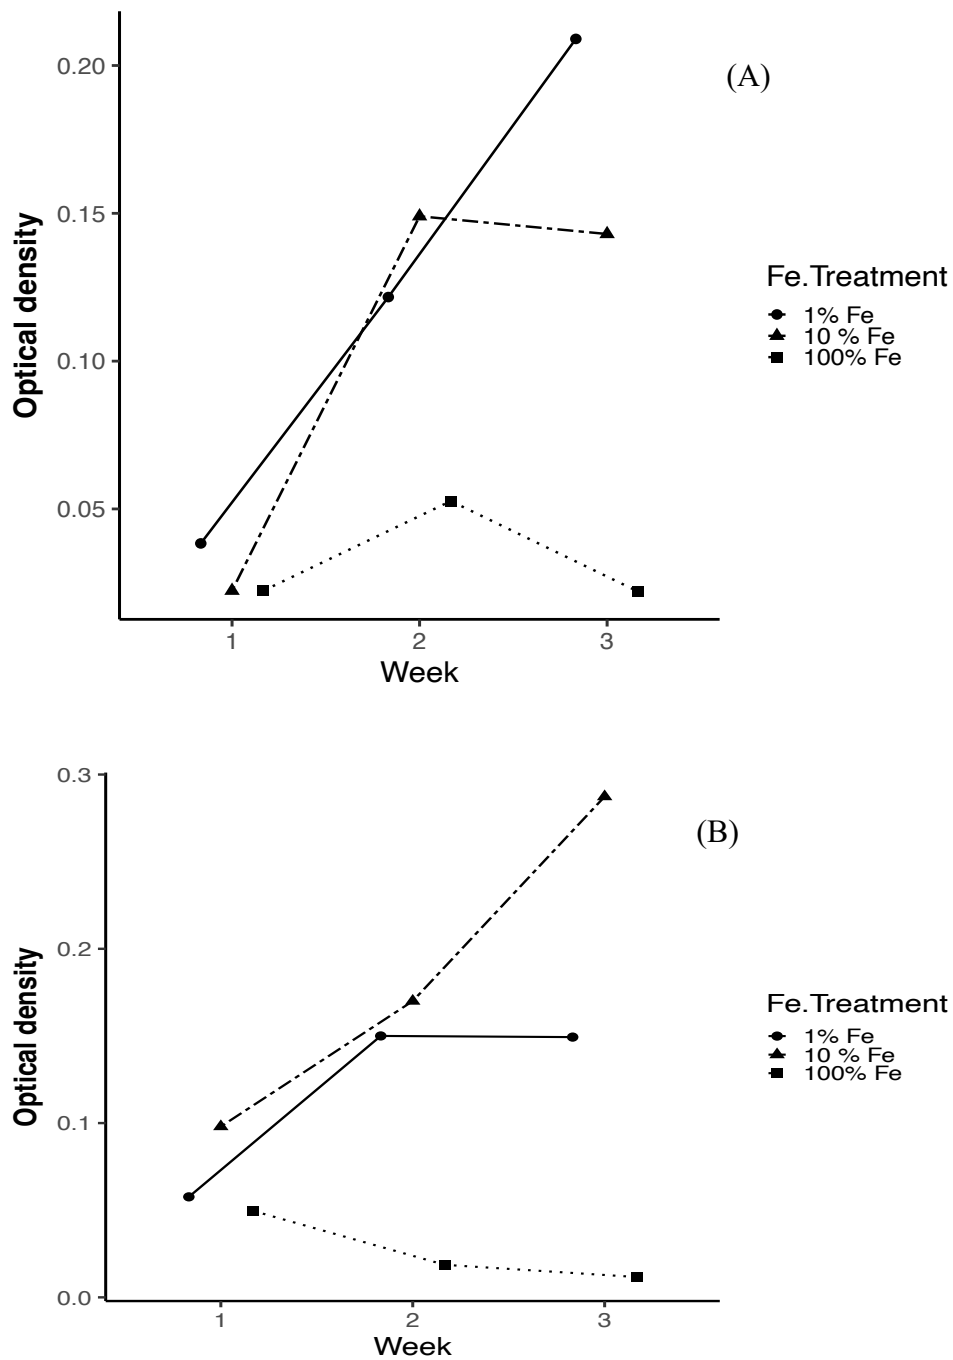 0.20
(A)
0.15
Optical density
Fe.Treatment
1% Fe
10 % Fe
100% Fe
0.10
0.05
1 2 3
Week
0.3
(B)
0.2
Optical density
Fe.Treatment
1% Fe
10 % Fe
100% Fe
0.1
0.0
1 2 3
Week